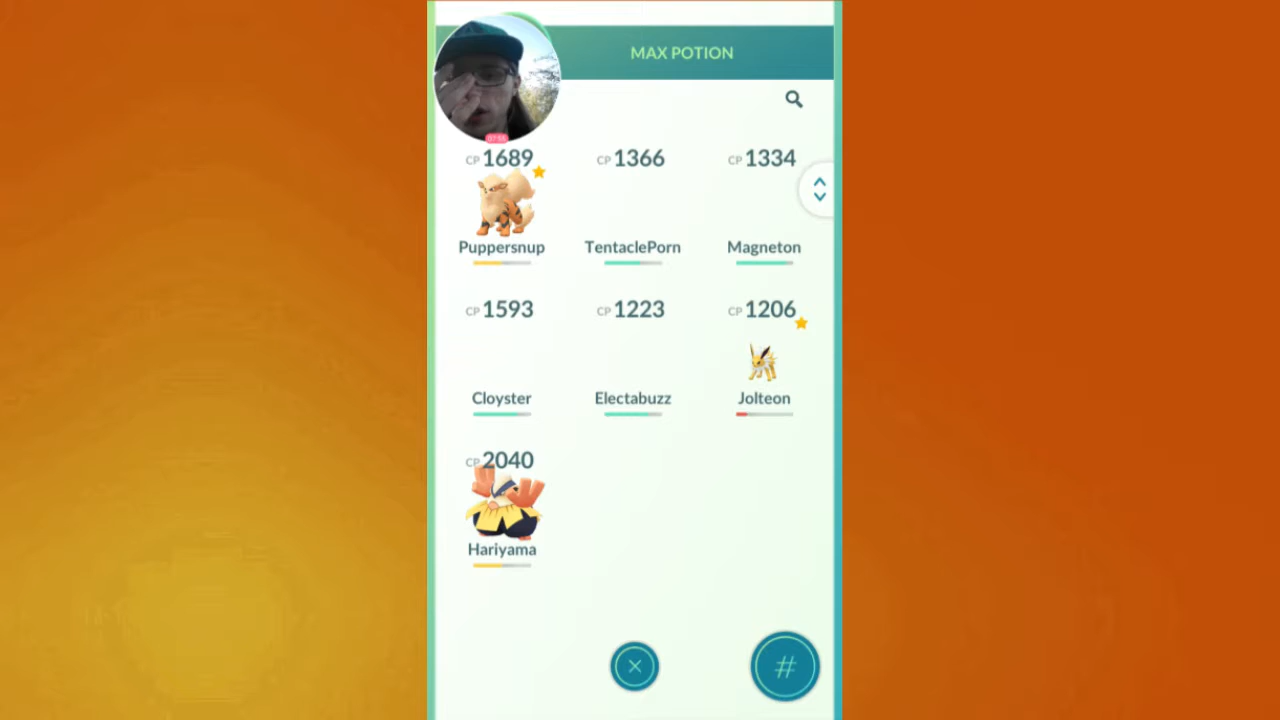 MAX POTION
CP 1689
CP 1366
CP 1334
Puppersnup
TentaclePorn
Magneton
CP 1593
CP 1223
CP 1206
Cloyster
Electabuzz
Jolteon
CP 2040
Hariyama
#